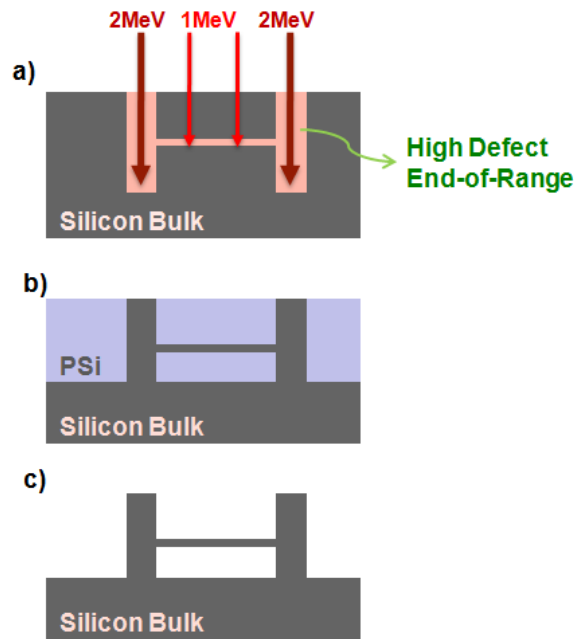 2MeV 1MeV 2MeV
a)
High Defect
End-of-Range
Silicon Bulk
b)
PSi
Silicon Bulk
c)
Silicon Bulk